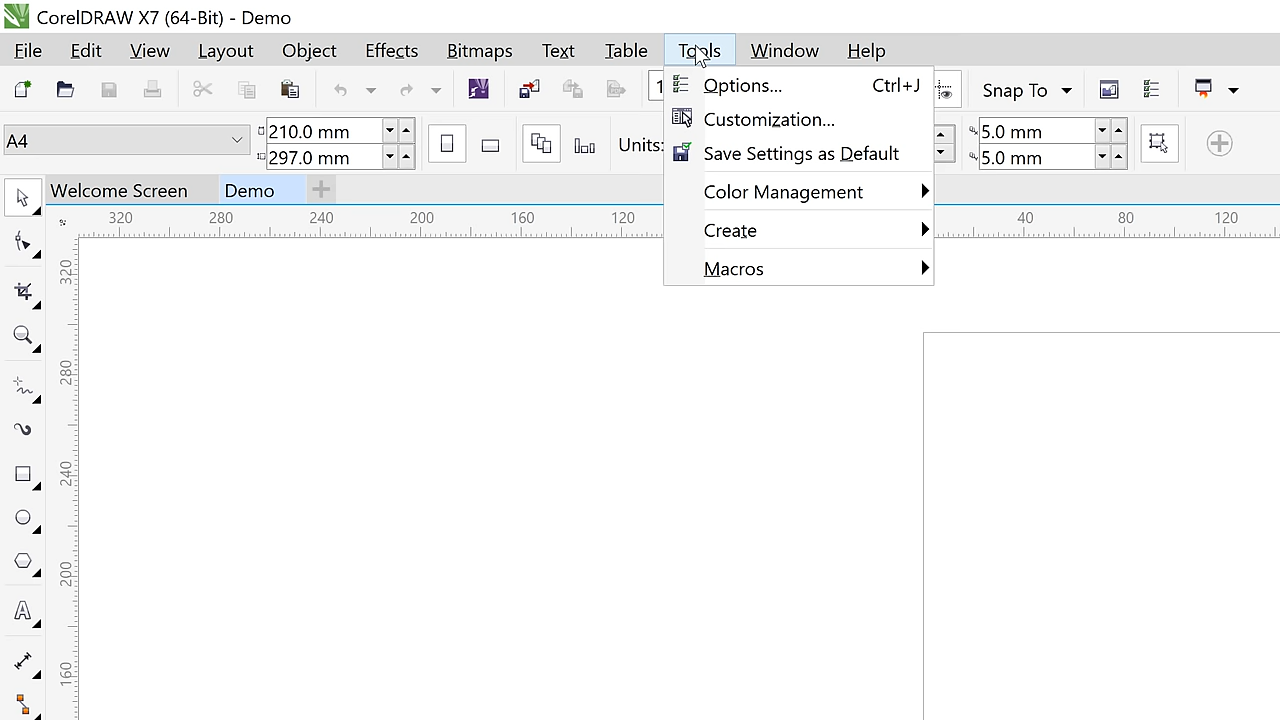 CorelDRAW X7 (64-Bit) - Demo
File Edit View Layout Object Effects Bitmaps Text Table Tools Window Help
Options... Ctrl+J
Snap To
Customization...
A4
210.0 mm
297.0 mm
Units:
5.0 mm
5.0 mm
Save Settings as Default
Color Management
Create
Macros
Welcome Screen Demo
320 280 240 200 160 120 40 80 120
320
280
240
200
160